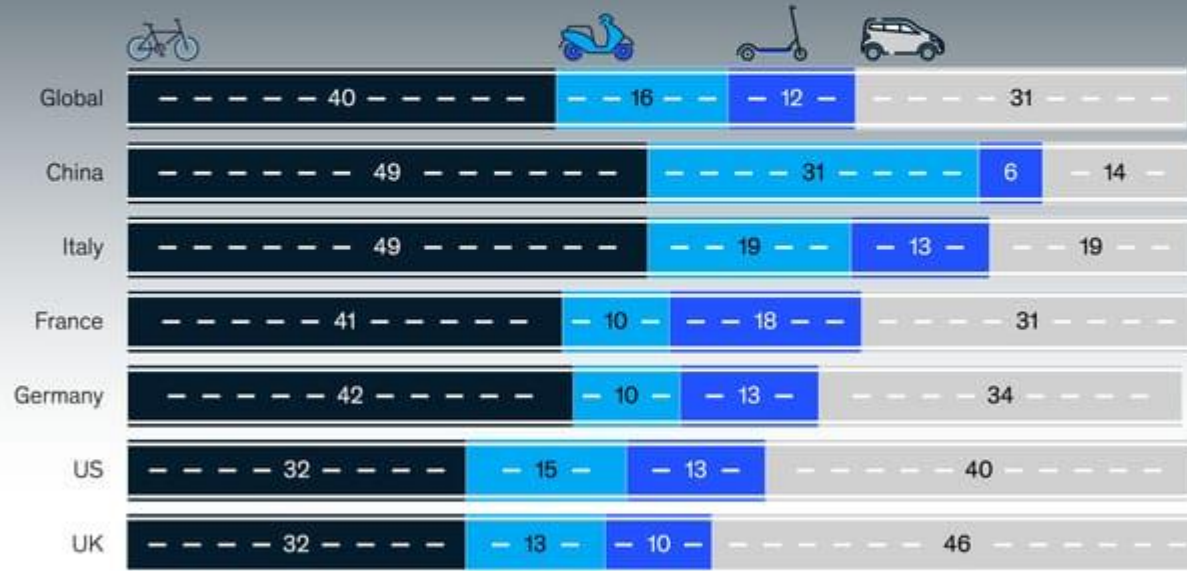 Global 40 16 12 31
China 49 31 6 14
Italy 49 19 13 19
France 41 10 18 31
Germany 42 10 13 34
US 32 15 13 40
UK 32 13 10 46